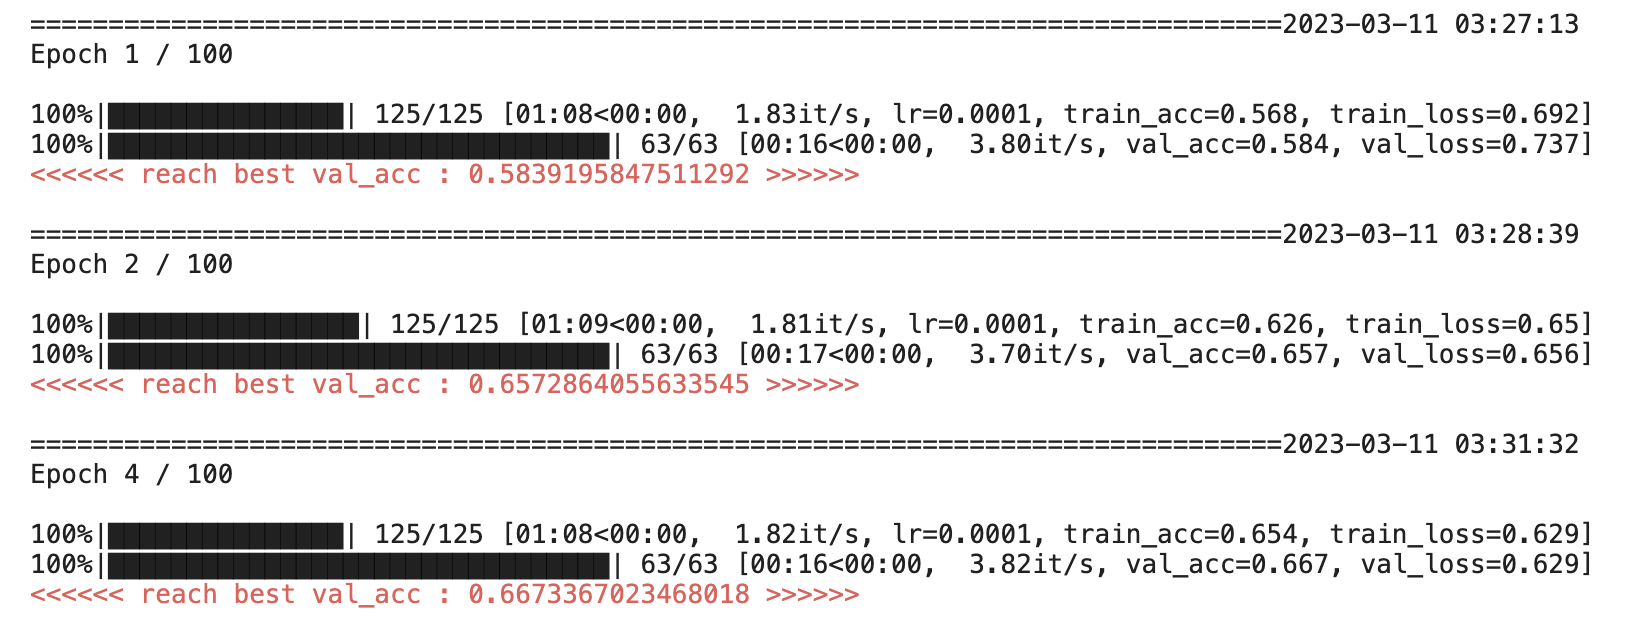 ================================================================================2023-03-11 03:27:13
Epoch 1 / 100
100%|███████████████| 125/125 [01:08<00:00,  1.83it/s, lr=0.0001, train_acc=0.568, train_loss=0.692]
100%|████████████████████████████████| 63/63 [00:16<00:00,  3.80it/s, val_acc=0.584, val_loss=0.737]
<<<<<< reach best val_acc : 0.5839195847511292 >>>>>>
================================================================================2023-03-11 03:28:39
Epoch 2 / 100
100%|████████████████| 125/125 [01:09<00:00,  1.81it/s, lr=0.0001, train_acc=0.626, train_loss=0.65]
100%|████████████████████████████████| 63/63 [00:17<00:00,  3.70it/s, val_acc=0.657, val_loss=0.656]
<<<<<< reach best val_acc : 0.6572864055633545 >>>>>>
================================================================================2023-03-11 03:31:32
Epoch 4 / 100
100%|███████████████| 125/125 [01:08<00:00,  1.82it/s, lr=0.0001, train_acc=0.654, train_loss=0.629]
100%|████████████████████████████████| 63/63 [00:16<00:00,  3.82it/s, val_acc=0.667, val_loss=0.629]
<<<<<< reach best val_acc : 0.6673367023468018 >>>>>>